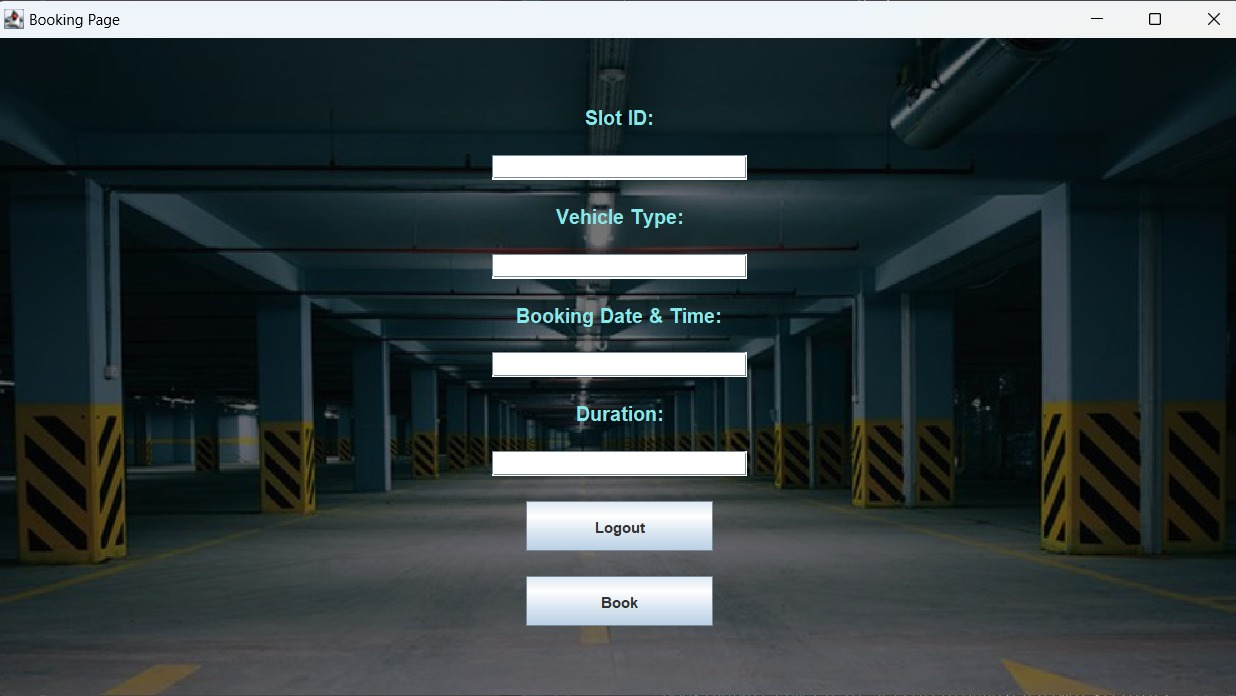 Booking Page
Slot ID:
Vehicle Type:
Booking Date & Time:
Duration:
Logout
Book